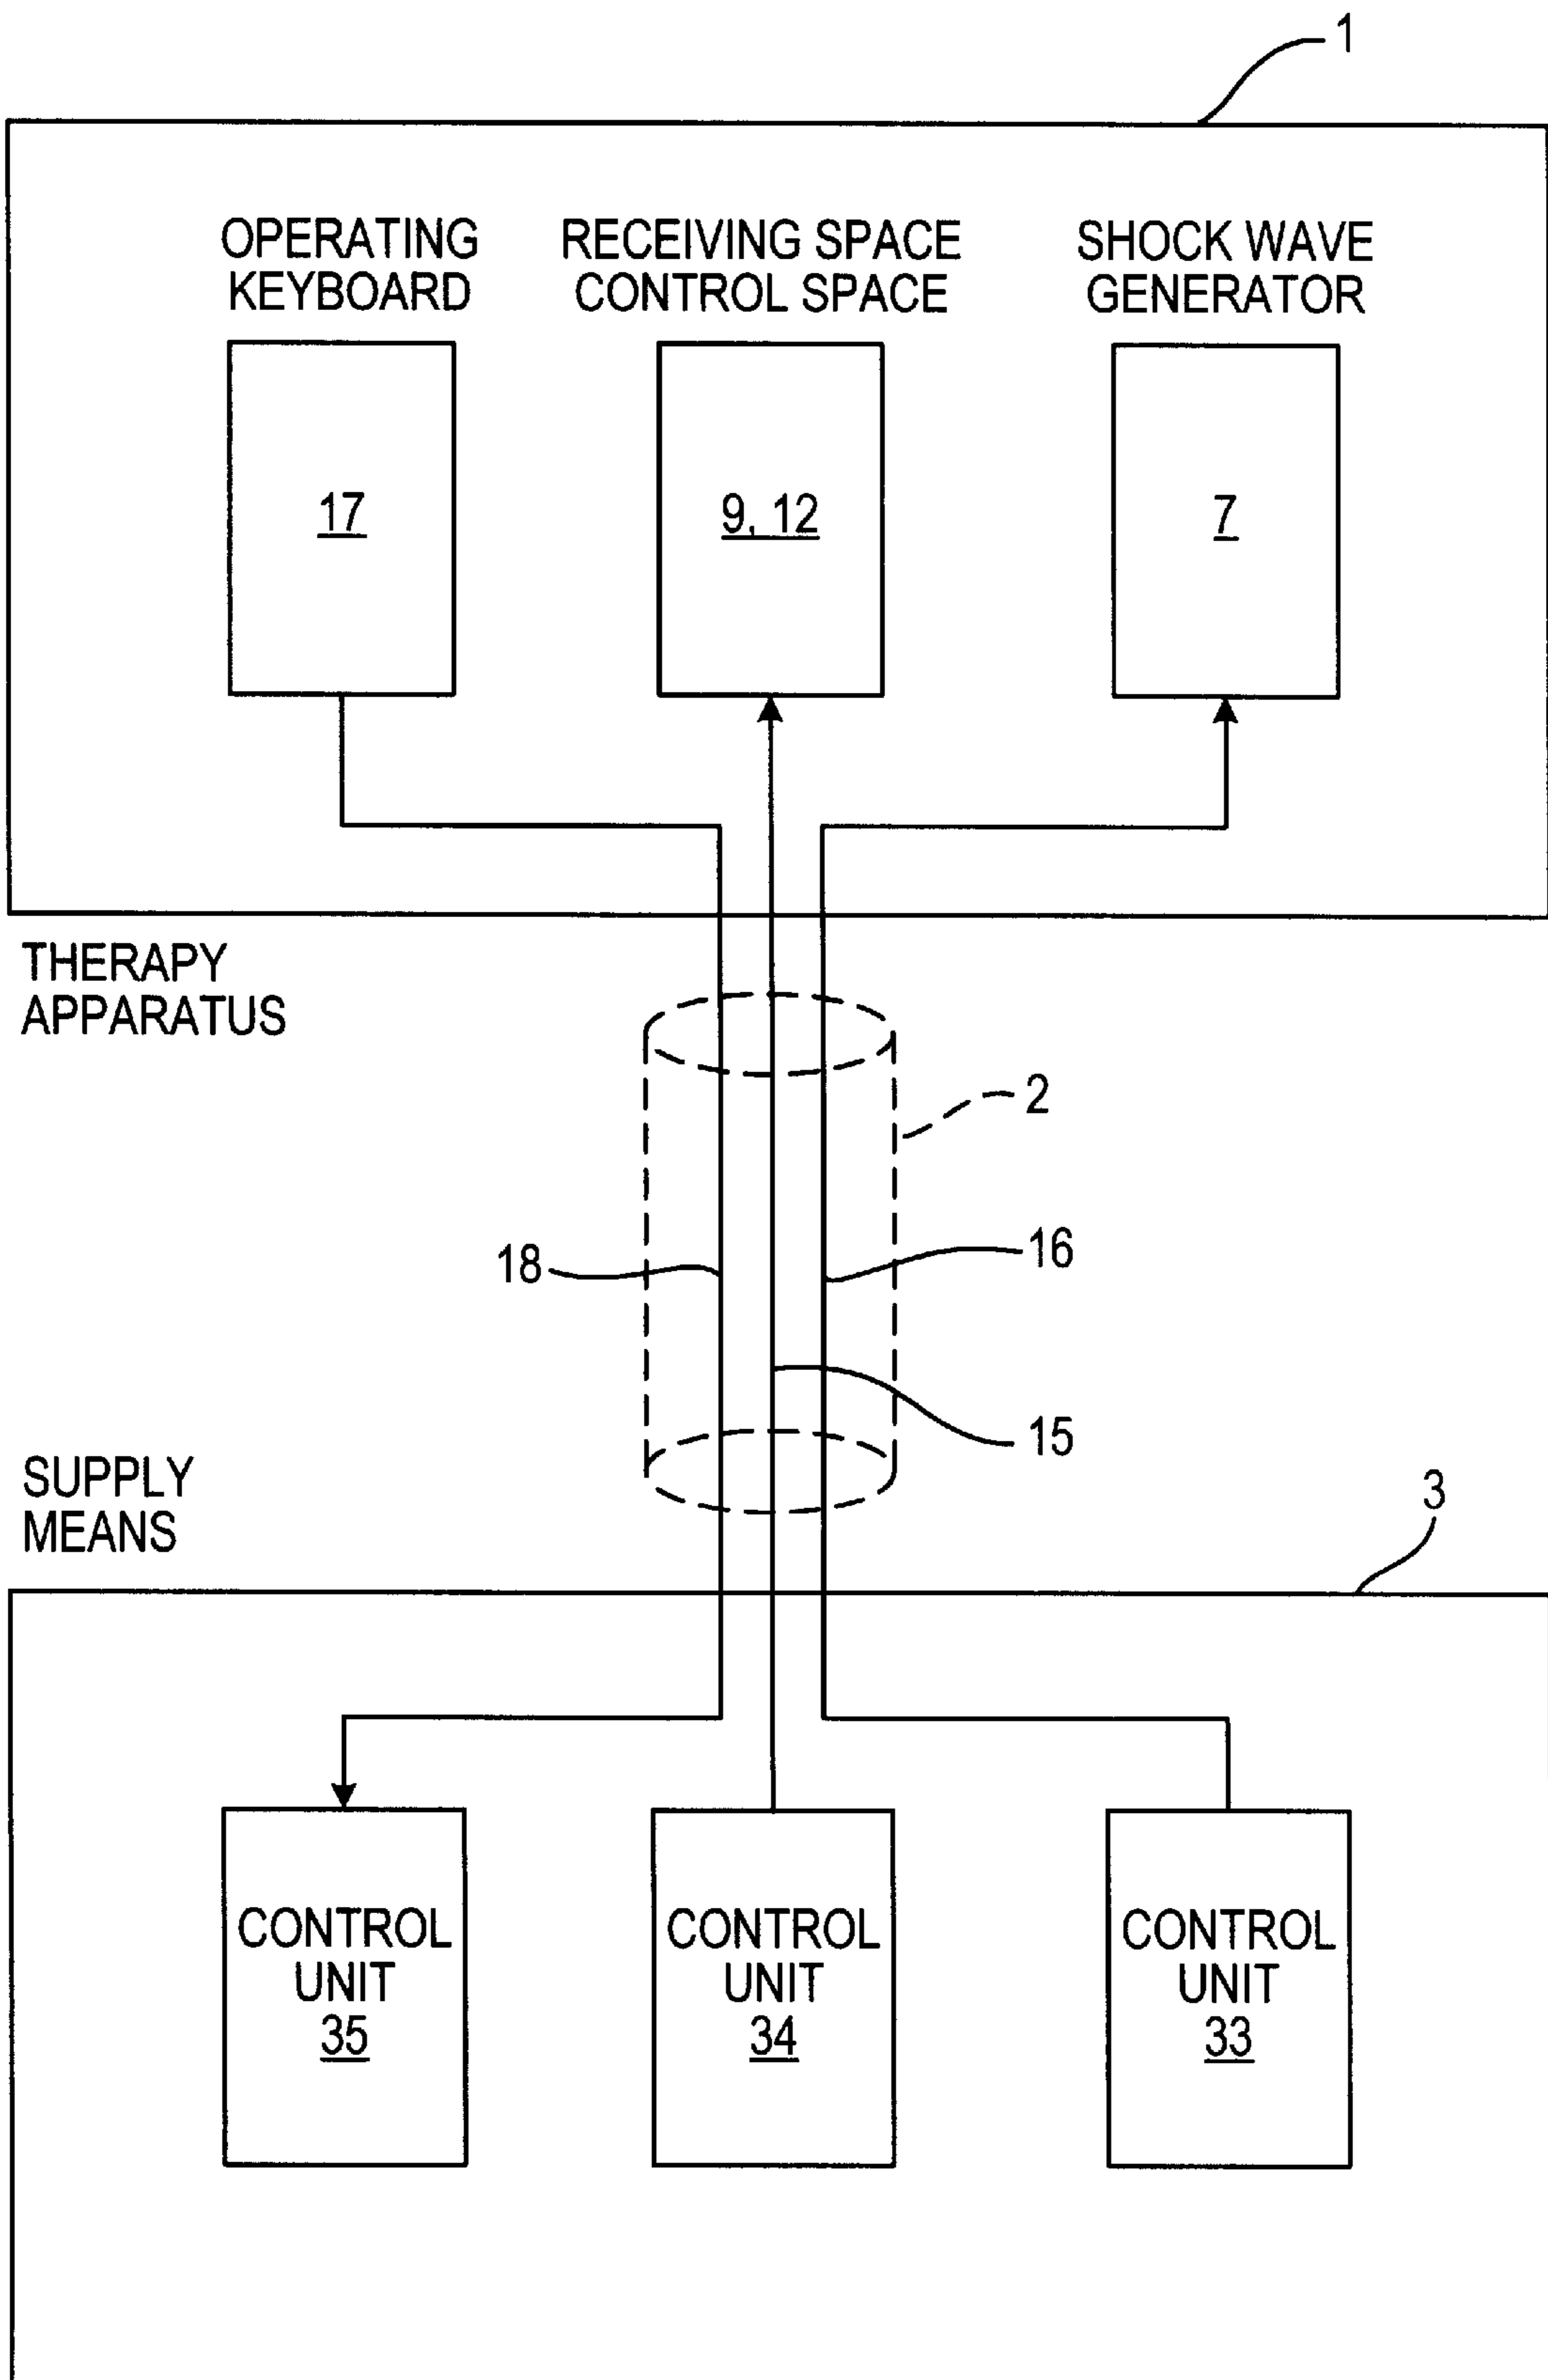 1
OPERATING
KEYBOARD
RECEIVING SPACE
CONTROL SPACE
SHOCK WAVE
GENERATOR
17
9, 12
7
THERAPY
APPARATUS
2
18
16
15
SUPPLY
MEANS
3
CONTROL
UNIT
35
CONTROL
UNIT
34
CONTROL
UNIT
33